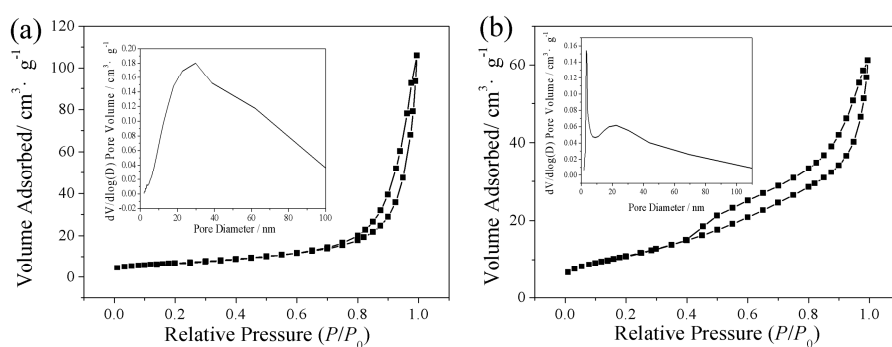 (a)
120
100
80
60
40
20
0
Volume Adsorbed/ cm³· g⁻¹
0.0 0.2 0.4 0.6 0.8 1.0
Relative Pressure (P/P₀)
0.20
0.18
0.16
0.14
0.12
0.10
0.08
0.06
0.04
0.02
0.00
-0.02
dV/dlog(D) Pore Volume / cm³· g⁻¹
0 20 40 60 80 100
Pore Diameter / nm
(b)
60
40
20
0
Volume Adsorbed/ cm³· g⁻¹
0.0 0.2 0.4 0.6 0.8 1.0
Relative Pressure (P/P₀)
0.16
0.14
0.12
0.10
0.08
0.06
0.04
0.02
0.00
dV/dlog(D) Pore Volume / cm³· g⁻¹
0 20 40 60 80 100
Pore Diameter / nm